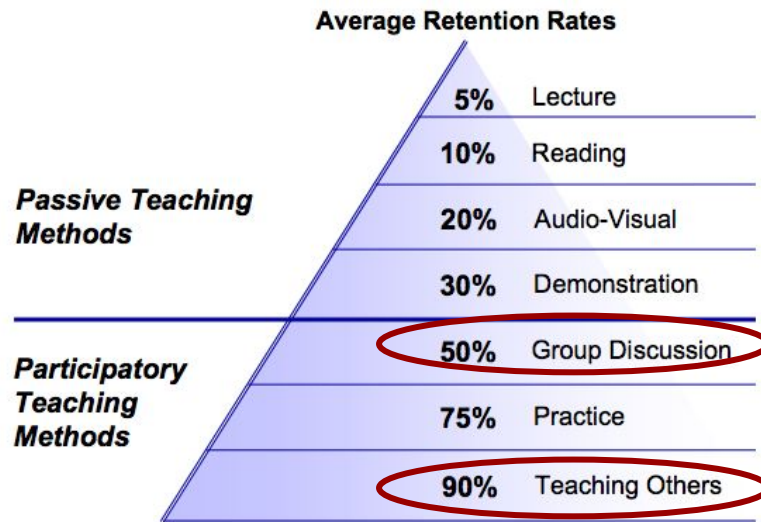 Average Retention Rates
5% Lecture
10% Reading
Passive Teaching
Methods
20% Audio-Visual
30% Demonstration
50% Group Discussion
Participatory
Teaching
Methods
75% Practice
90% Teaching Others